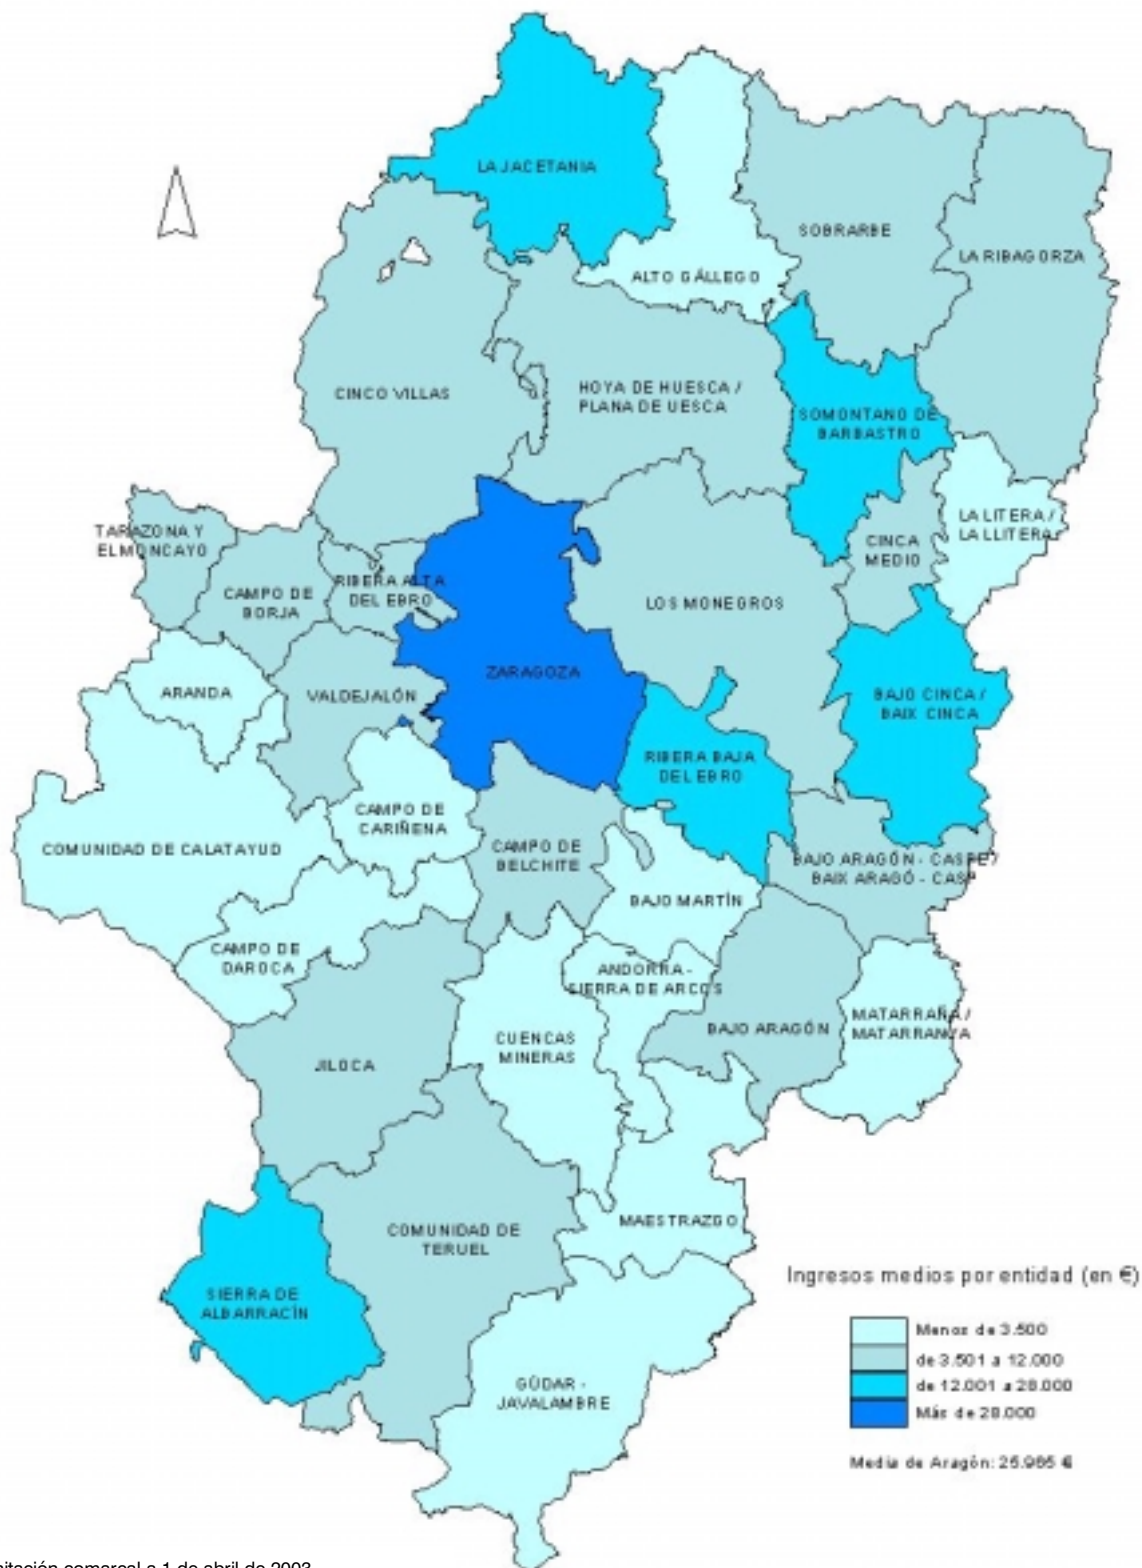 LA JACETANIA
SOBRARBE
LA RIBAGORZA
ALTO GÁLLEGO
CINCO VILLAS
HOYA DE HUESCA /
PLANA DE UESCA
SOMONTANO DE
BARBASTRO
LA LITERA /
LA LLITERA
TARAZONA Y
EL MONCAYO
CINCA
MEDIO
RIBERA ALTA
DEL EBRO
CAMPO DE
BORJA
LOS MONEGROS
ZARAGOZA
ARANDA
VALDEJALÓN
BAJO CINCA /
BAIX CINCA
RIBERA BAJA
DEL EBRO
CAMPO DE
CARIÑENA
COMUNIDAD DE CALATAYUD
CAMPO DE
BELCHITE
BAJO ARAGÓN - CASPE /
BAIX ARAGÓ - CASP
BAJO MARTÍN
CAMPO DE
DAROCA
ANDORRA -
SIERRA DE ARCOS
MATARRAÑA /
MATARRANYA
BAJO ARAGÓN
CUENCAS
MINERAS
JILOCA
MAESTRAZGO
COMUNIDAD DE
TERUEL
SIERRA DE
ALBARRACÍN
GÚDAR -
JAVALAMBRE
Ingresos medios por entidad (en €)
Menos de 3.500
de 3.501 a 12.000
de 12.001 a 28.000
Más de 28.000
Media de Aragón: 25.965 €
comarcal a 1 de abril de 2003